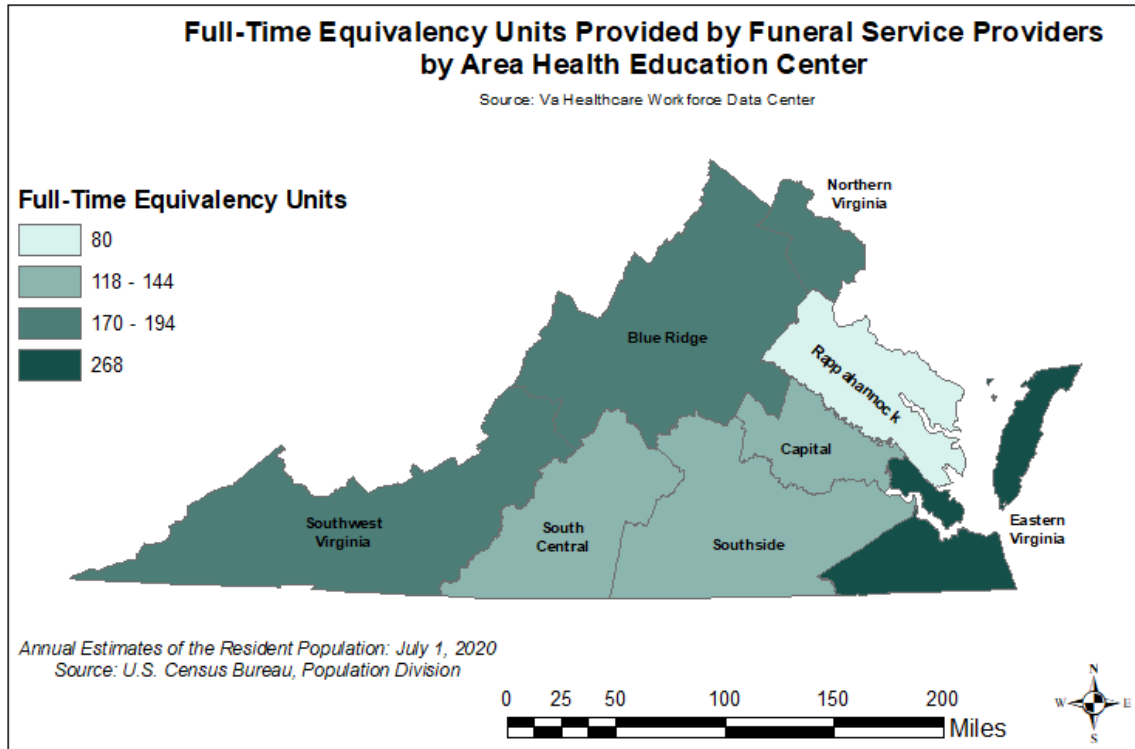 Full-Time Equivalency Units Provided by Funeral Service Providers
by Area Health Education Center
Source: Va Healthcare Workforce Data Center
Full-Time Equivalency Units
80
118 - 144
170 - 194
268
Northern
Virginia
Blue Ridge
Rappahannock
Capital
Southwest
Virginia
South
Central
Southside
Eastern
Virginia
Annual Estimates of the Resident Population: July 1, 2020
Source: U.S. Census Bureau, Population Division
0 25 50 100 150 200
Miles
N
W E
S